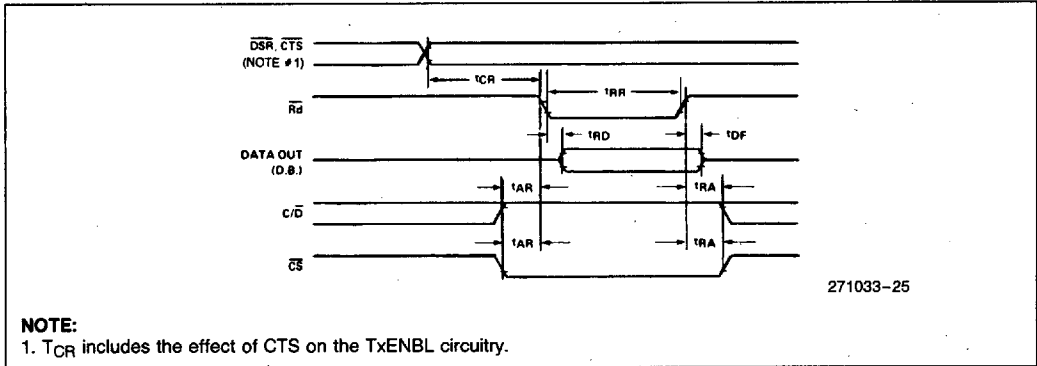 DSR, CTS
(NOTE #1)
tCR
tRR
Rd
tRD
tDF
DATA OUT
(D.B.)
tAR
tRA
C/D
tAR
tRA
CS
271033-25
NOTE:
1. TCR includes the effect of CTS on the TxENBL circuitry.